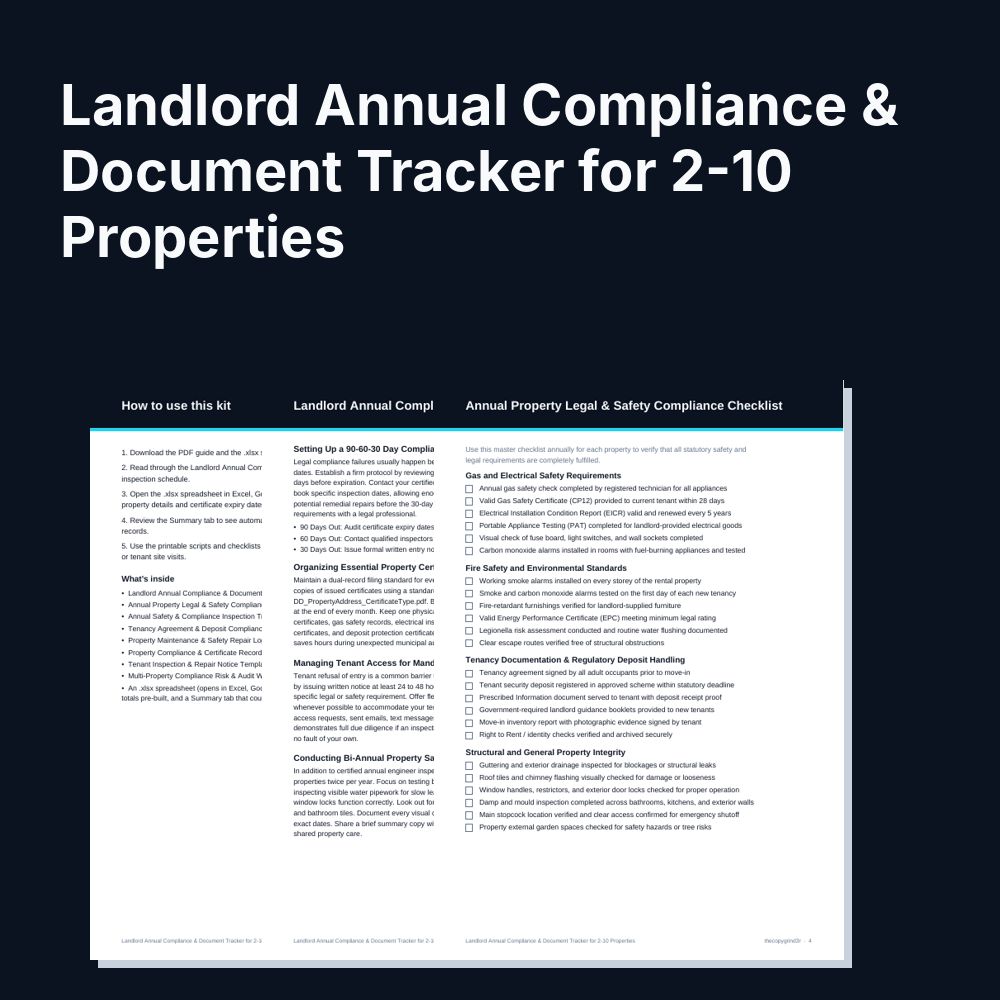 Landlord Annual Compliance &
Document Tracker for 2-10
Properties
How to use this kit
1. Download the PDF guide and the .xlsx
2. Read through the Landlord Annual Com
inspection schedule.
3. Open the .xlsx spreadsheet in Excel,
property details and certificate expiry date
4. Review the Summary tab to see autom
records.
5. Use the printable scripts and checklists
or tenant site visits.
What's inside
• Landlord Annual Compliance & Document
• Annual Property Legal & Safety Complian
• Annual Safety & Compliance Inspection
• Tenancy Agreement & Deposit Complianc
• Property Maintenance & Safety Repair
• Property Compliance & Certificate Record
• Tenant Inspection & Repair Notice Templ
• Multi-Property Compliance Risk & Audit
• An .xlsx spreadsheet (opens in Excel,
totals pre-built, and a Summary tab that cou
Landlord Annual Compliance & Document Tracker for 2-
Landlord Annual Compl
Setting Up a 90-60-30 Day Complia
Legal compliance failures usually happen be
dates. Establish a firm protocol by reviewing
days before expiration. Contact your certifie
book specific inspection dates, allowing eno
potential remedial repairs before the 30-day
requirements with a legal professional.
• 90 Days Out: Audit certificate expiry dates
• 60 Days Out: Contact qualified inspectors
• 30 Days Out: Issue formal written entry
Organizing Essential Property Cer
Maintain a dual-record filing standard for eve
copies of issued certificates using a standar
DD_PropertyAddress_CertificateType.pdf.
at the end of every month. Keep one physic
certificates, gas safety records, electrical ins
certificates, and deposit protection certificate
saves hours during unexpected municipal
Managing Tenant Access for Mand
Tenant refusal of entry is a common barrier
by issuing written notice at least 24 to 48
specific legal or safety requirement. Offer
whenever possible to accommodate your
access requests, sent emails, text messages
demonstrates full due diligence if an inspect
no fault of your own.
Conducting Bi-Annual Property Sa
In addition to certified annual engineer inspe
properties twice per year. Focus on testing
inspecting visible water pipework for slow
window locks function correctly. Look out for
and bathroom tiles. Document every visual
exact dates. Share a brief summary copy
shared property care.
Landlord Annual Compliance & Document Tracker for 2-
Annual Property Legal & Safety Compliance Checklist
Use this master checklist annually for each property to verify that all statutory safety and
legal requirements are completely fulfilled.
Gas and Electrical Safety Requirements
Annual gas safety check completed by registered technician for all appliances
Valid Gas Safety Certificate (CP12) provided to current tenant within 28 days
Electrical Installation Condition Report (EICR) valid and renewed every 5 years
Portable Appliance Testing (PAT) completed for landlord-provided electrical goods
Visual check of fuse board, light switches, and wall sockets completed
Carbon monoxide alarms installed in rooms with fuel-burning appliances and tested
Fire Safety and Environmental Standards
Working smoke alarms installed on every storey of the rental property
Smoke and carbon monoxide alarms tested on the first day of each new tenancy
Fire-retardant furnishings verified for landlord-supplied furniture
Valid Energy Performance Certificate (EPC) meeting minimum legal rating
Legionella risk assessment conducted and routine water flushing documented
Clear escape routes verified free of structural obstructions
Tenancy Documentation & Regulatory Deposit Handling
Tenancy agreement signed by all adult occupants prior to move-in
Tenant security deposit registered in approved scheme within statutory deadline
Prescribed Information document served to tenant with deposit receipt proof
Government-required landlord guidance booklets provided to new tenants
Move-in inventory report with photographic evidence signed by tenant
Right to Rent / identity checks verified and archived securely
Structural and General Property Integrity
Guttering and exterior drainage inspected for blockages or structural leaks
Roof tiles and chimney flashing visually checked for damage or looseness
Window handles, restrictors, and exterior door locks checked for proper operation
Damp and mould inspection completed across bathrooms, kitchens, and exterior walls
Main stopcock location verified and clear access confirmed for emergency shutoff
Property external garden spaces checked for safety hazards or tree risks
Landlord Annual Compliance & Document Tracker for 2-10 Properties
thecopygrind3r · 4